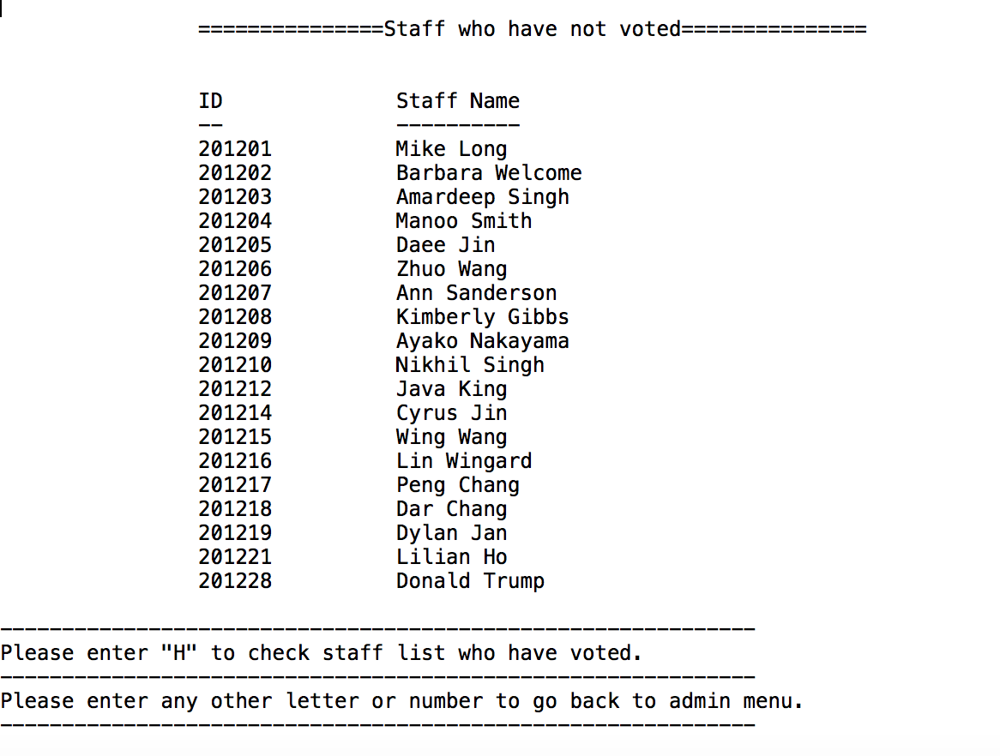 ===============Staff who have not voted===============
ID Staff Name
-- ----------
201201 Mike Long
201202 Barbara Welcome
201203 Amardeep Singh
201204 Manoo Smith
201205 Daee Jin
201206 Zhuo Wang
201207 Ann Sanderson
201208 Kimberly Gibbs
201209 Ayako Nakayama
201210 Nikhil Singh
201212 Java King
201214 Cyrus Jin
201215 Wing Wang
201216 Lin Wingard
201217 Peng Chang
201218 Dar Chang
201219 Dylan Jan
201221 Lilian Ho
201228 Donald Trump
-------------------------------------------------------------
Please enter "H" to check staff list who have voted.
-------------------------------------------------------------
Please enter any other letter or number to go back to admin menu.
-------------------------------------------------------------